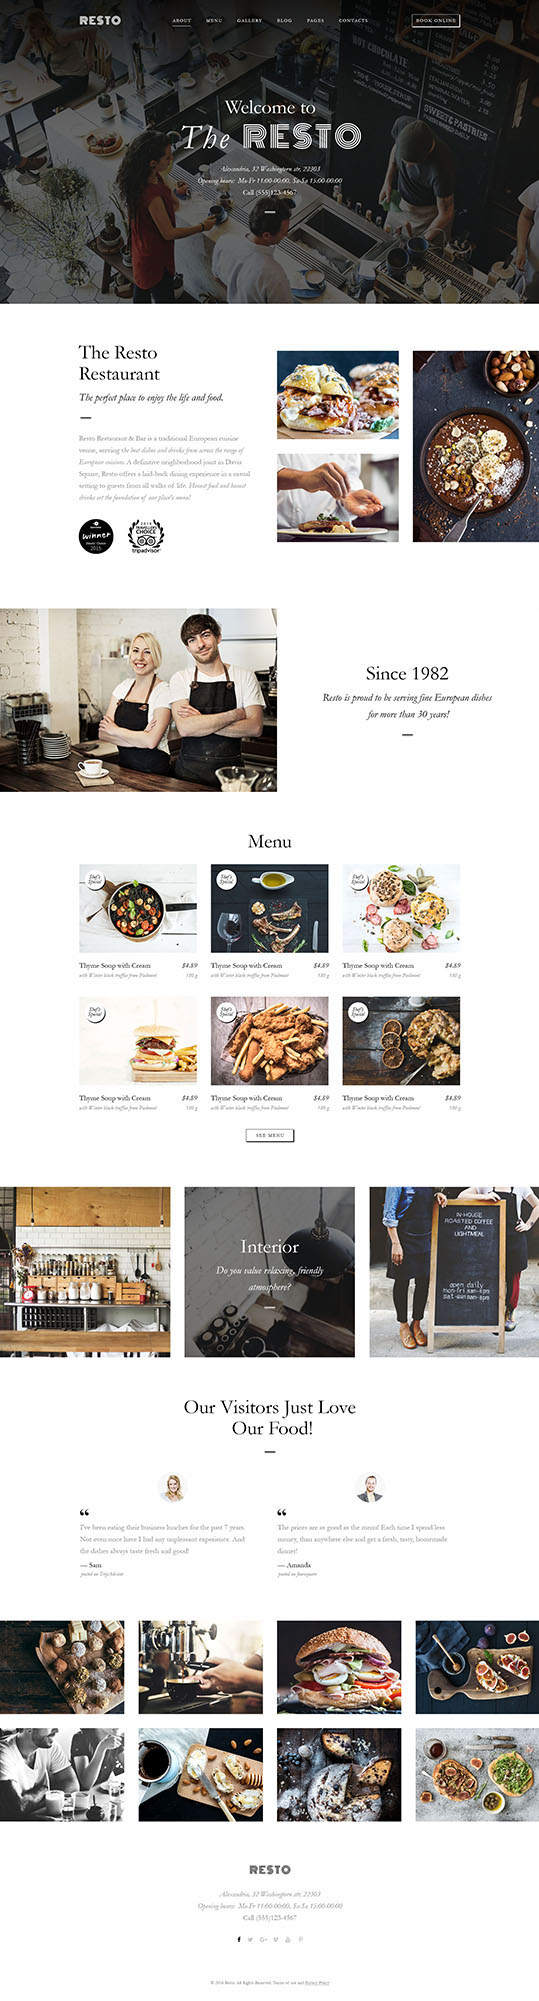 RESTO
ABOUT MENU GALLERY BLOG PAGES CONTACTS
BOOK ONLINE
HOT CHOCOLATE
SWEETS & PASTRIES
Welcome to
The RESTO
Alexandria, 32 Washingtorn str, 22303
Opening hours: Mo-Fr 11:00-00:00, Sa-Su 15:00-00:00
Call (555)123-4567
The Resto
Restaurant
The perfect place to enjoy the life and food.
Resto Restaurant & Bar is a traditional European cuisine
venue, serving the best dishes and drinks from across the range of
European cuisines. A definitive neighborhood joint in Davis
Square, Resto offers a laid-back dining experience in a casual
setting to guests from all walks of life. Honest food and honest
drinks set the foundation of our place's menu!
winner
Diners' Choice
2015
2014
TRAVELLERS'
CHOICE
tripadvisor
Since 1982
Resto is proud to be serving fine European dishes
for more than 30 years!
Menu
Chef's
Special
Chef's
Special
Chef's
Special
Thyme Soup with Cream $4.89
with Winter black truffles from Piedmont 180 g
Thyme Soup with Cream $4.89
with Winter black truffles from Piedmont 180 g
Thyme Soup with Cream $4.89
with Winter black truffles from Piedmont 180 g
Chef's
Special
Chef's
Special
Chef's
Special
Thyme Soup with Cream $4.89
with Winter black truffles from Piedmont 180 g
Thyme Soup with Cream $4.89
with Winter black truffles from Piedmont 180 g
Thyme Soup with Cream $4.89
with Winter black truffles from Piedmont 180 g
SEE MENU
Interior
Do you value relaxing, friendly
atmosphere?
IN-HOUSE
ROASTED COFFEE
AND
LIGHTMEAL
open daily
mon-fri 7am-6pm
sat-sun 8am-6pm
Our Visitors Just Love
Our Food!
I've been eating their business lunches for the past 7 years.
Not even once have I had any unpleasant experience. And
the dishes always taste fresh and good!
— Sam
posted on TripAdvisor
The prices are as good as the menu! Each time I spend less
money, than anywhere else and get a fresh, tasty, homemade
dinner!
— Amanda
posted on foursquare
RESTO
Alexandria, 32 Washingtorn str, 22303
Opening hours: Mo-Fr 11:00-00:00, Sa-Su 15:00-00:00
Call (555)123-4567
© 2016 Resto. All Rights Reserved. Terms of use and Privacy Policy